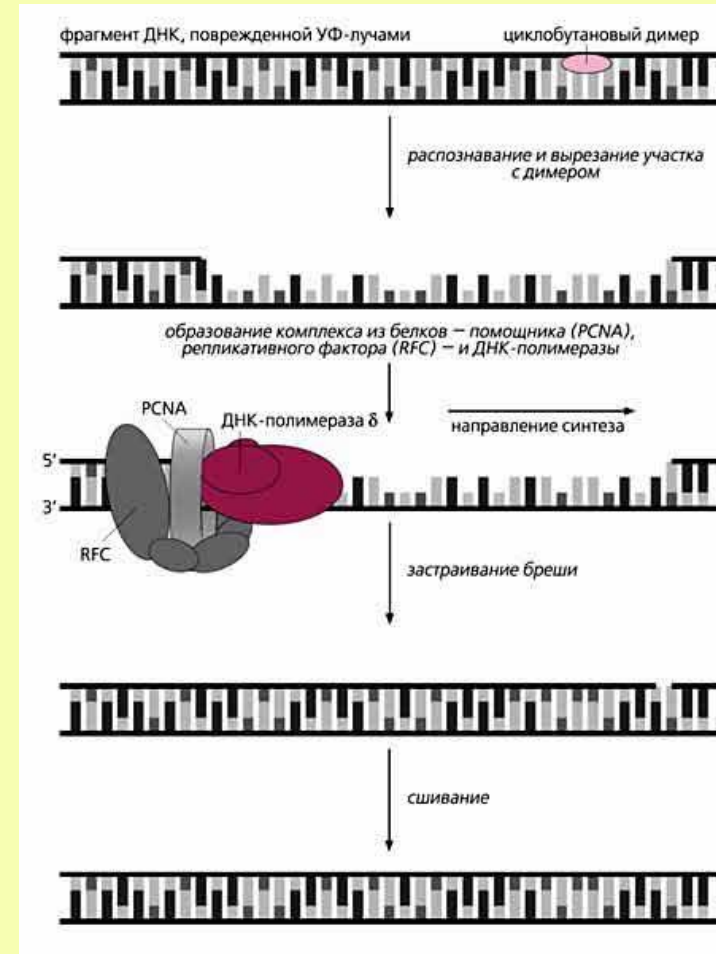 фрагмент ДНК, поврежденной УФ-лучами
циклобутановый димер
распознавание и вырезание участка
с димером
образование комплекса из белков – помощника (PCNA),
репликативного фактора (RFC) – и ДНК-полимеразы
PCNA
ДНК-полимераза δ
направление синтеза
5'
3'
RFC
застраивание бреши
сшивание